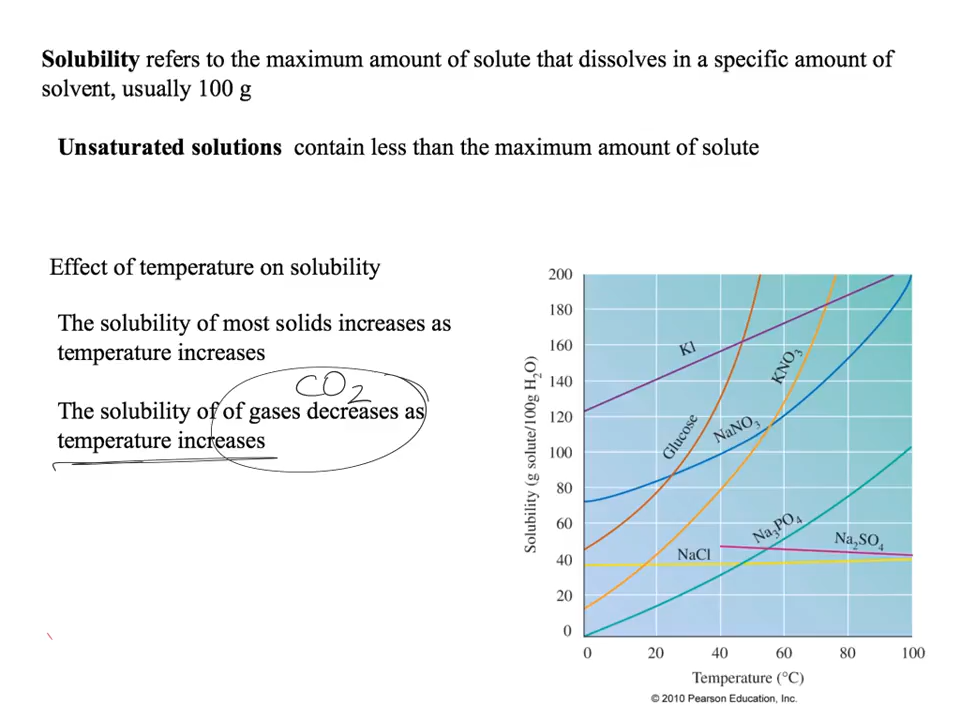 Solubility refers to the maximum amount of solute that dissolves in a specific amount of
solvent, usually 100 g
Unsaturated solutions contain less than the maximum amount of solute
Effect of temperature on solubility
The solubility of most solids increases as
temperature increases
CO2
The solubility of of gases decreases as
temperature increases
Solubility (g solute/100g H2O)
200
180
160
140
120
100
80
60
40
20
0
KI
KNO3
Glucose
NaNO3
Na3PO4
Na2SO4
NaCl
0 20 40 60 80 100
Temperature (°C)
© 2010 Pearson Education, Inc.